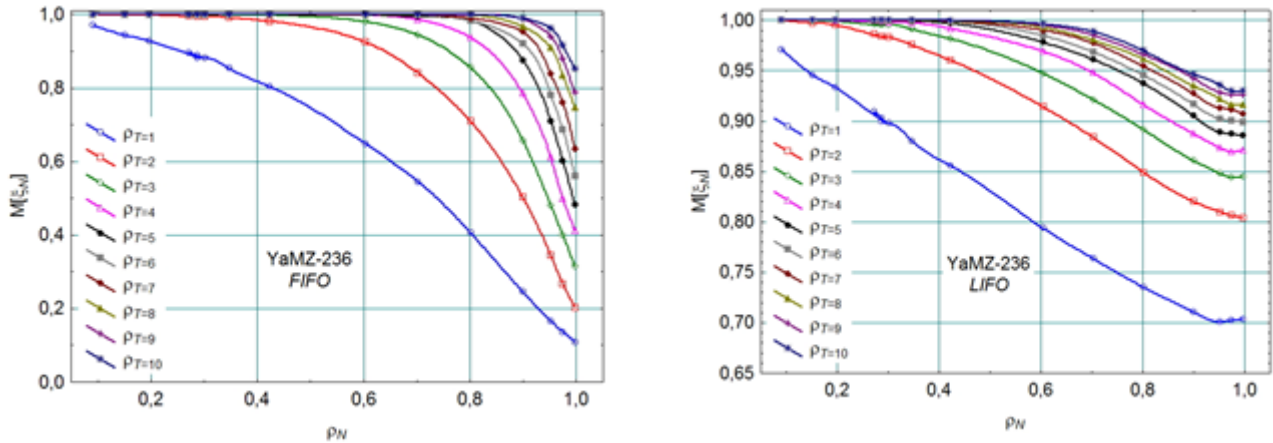 1,0
0,8
0,6
0,4
0,2
0,0
M[ξN]
ρT=1
ρT=2
ρT=3
ρT=4
ρT=5
ρT=6
ρT=7
ρT=8
ρT=9
ρT=10
YaMZ-236
FIFO
0,2
0,4
0,6
0,8
1,0
ρN
1,00
0,95
0,90
0,85
0,80
0,75
0,70
0,65
M[ξN]
ρT=1
ρT=2
ρT=3
ρT=4
ρT=5
ρT=6
ρT=7
ρT=8
ρT=9
ρT=10
YaMZ-236
LIFO
0,2
0,4
0,6
0,8
1,0
ρN